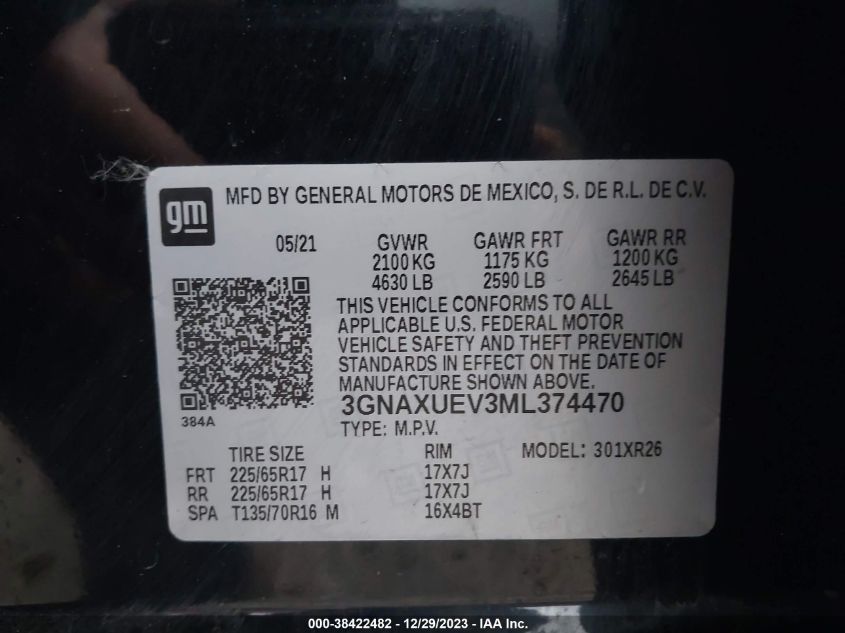 gm
MFD BY GENERAL MOTORS DE MEXICO, S. DE R.L. DE C.V.
05/21 GVWR GAWR FRT GAWR RR
2100 KG 1175 KG 1200 KG
4630 LB 2590 LB 2645 LB
THIS VEHICLE CONFORMS TO ALL
APPLICABLE U.S. FEDERAL MOTOR
VEHICLE SAFETY AND THEFT PREVENTION
STANDARDS IN EFFECT ON THE DATE OF
MANUFACTURE SHOWN ABOVE.
384A
3GNAXUEV3ML374470
TYPE: M.P.V.
TIRE SIZE RIM MODEL: 301XR26
FRT 225/65R17 H 17X7J
RR 225/65R17 H 17X7J
SPA T135/70R16 M 16X4BT
000-38422482 - 12/29/2023 - IAA Inc.